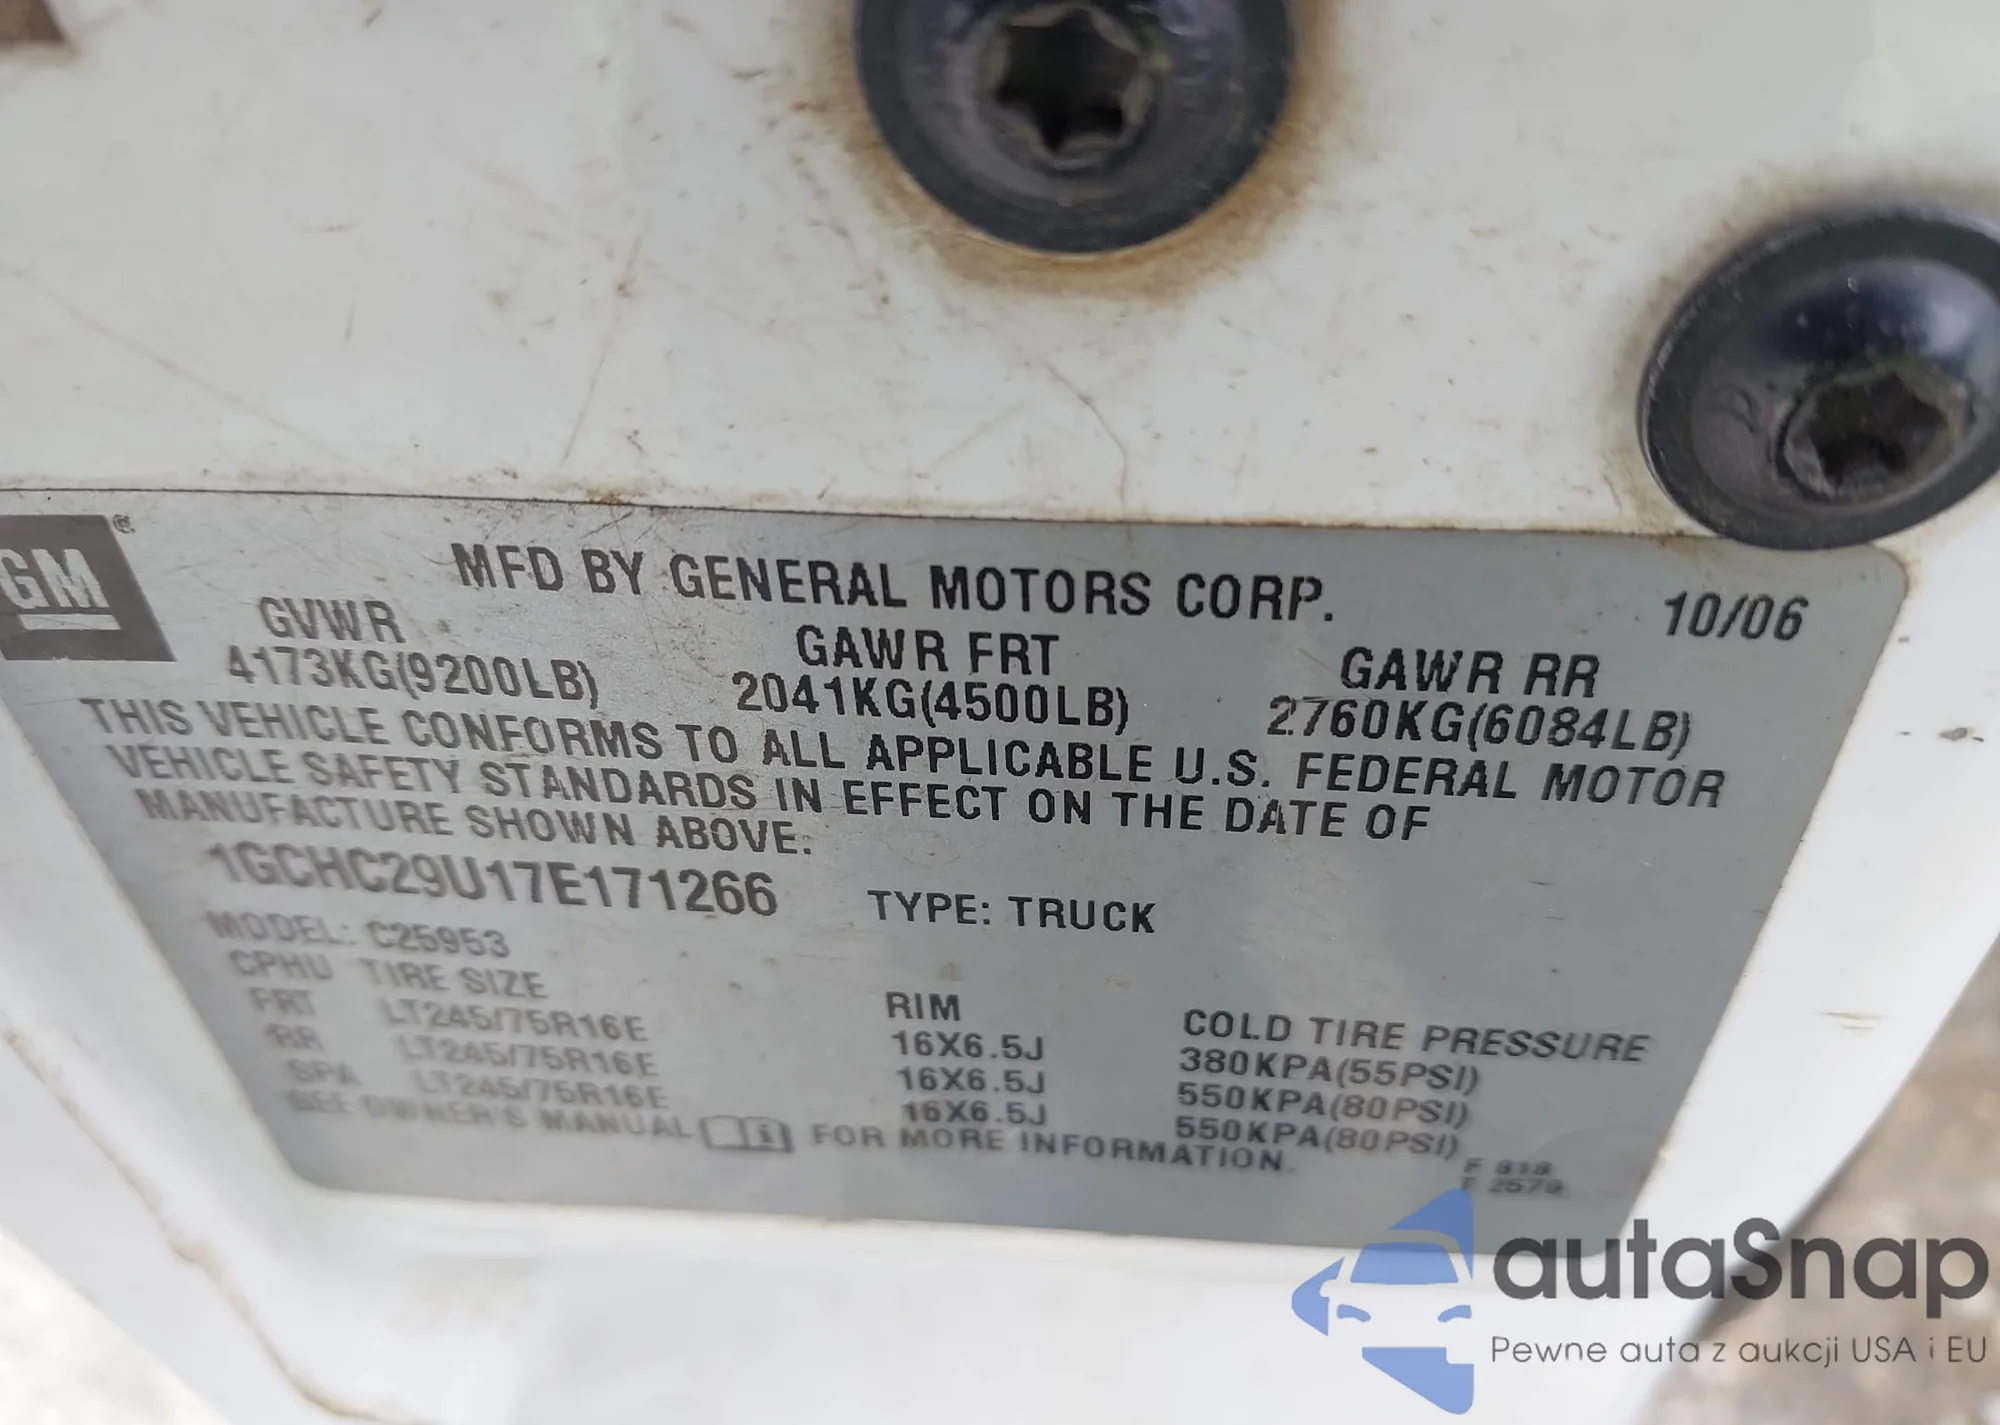 GM®
MFD BY GENERAL MOTORS CORP. 10/06
GVWR GAWR FRT GAWR RR
4173KG(9200LB) 2041KG(4500LB) 2760KG(6084LB)
THIS VEHICLE CONFORMS TO ALL APPLICABLE U.S. FEDERAL MOTOR
VEHICLE SAFETY STANDARDS IN EFFECT ON THE DATE OF
MANUFACTURE SHOWN ABOVE.
1GCHC29U17E171266 TYPE: TRUCK
MODEL: C25953
CPHU TIRE SIZE RIM COLD TIRE PRESSURE
FRT LT245/75R16E 16X6.5J 380KPA(55PSI)
RR LT245/75R16E 16X6.5J 550KPA(80PSI)
SPA LT245/75R16E 16X6.5J 550KPA(80PSI)
SEE OWNER'S MANUAL FOR MORE INFORMATION.
2579
autaSnap
Pewne auta z aukcji USA i EU